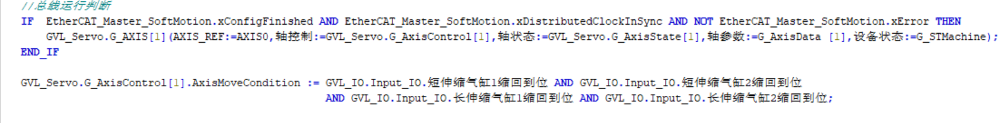 //总线运行判断
IF EtherCAT_Master_SoftMotion.xConfigFinished AND EtherCAT_Master_SoftMotion.xDistributedClockInSync AND NOT EtherCAT_Master_SoftMotion.xError THEN
GVL_Servo.G_AXIS[1](AXIS_REF:=AXIS0,轴控制:=GVL_Servo.G_AxisControl[1],轴状态:=GVL_Servo.G_AxisState[1],轴参数:=G_AxisData [1],设备状态:=G_STMachine);
END_IF
GVL_Servo.G_AxisControl[1].AxisMoveCondition := GVL_IO.Input_IO.短伸缩气缸1缩回到位 AND GVL_IO.Input_IO.短伸缩气缸2缩回到位
AND GVL_IO.Input_IO.长伸缩气缸1缩回到位 AND GVL_IO.Input_IO.长伸缩气缸2缩回到位;